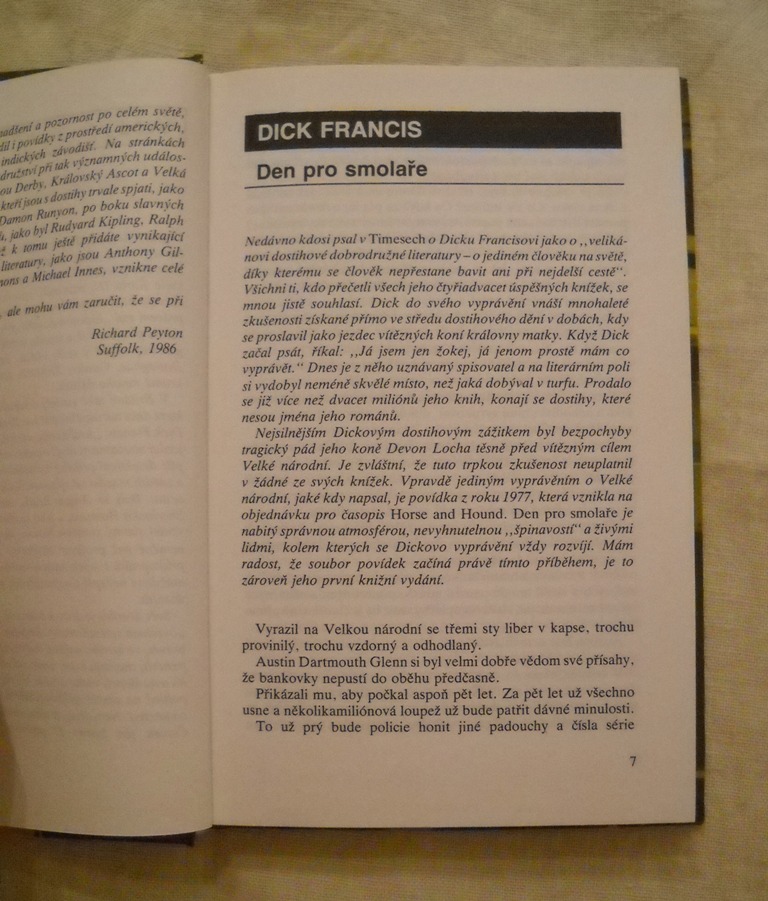 nadšení a pozornost po celém světě,
i povídky z prostředí amerických,
indických závodišť. Na stránkách
družství při tak významných událos-
ou Derby, Královský Ascot a Velká
kteří jsou s dostihy trvale spjati, jako
Damon Runyon, po boku slavných
jako byl Rudyard Kipling, Ralph
k tomu ještě přidáte vynikající
literatury, jako jsou Anthony Gil-
mons a Michael Innes, vznikne celé
, ale mohu vám zaručit, že se při
Richard Peyton
Suffolk, 1986
DICK FRANCIS
Den pro smolaře
Nedávno kdosi psal v Timesech o Dicku Francisovi jako o ,,veliká-
novi dostihové dobrodružné literatury – o jediném člověku na světě,
díky kterému se člověk nepřestane bavit ani při nejdelší cestě“.
Všichni ti, kdo přečetli všech jeho čtyřiadvacet úspěšných knížek, se
mnou jistě souhlasí. Dick do svého vyprávění vnáší mnohaleté
zkušenosti získané přímo ve středu dostihového dění v dobách, kdy
se proslavil jako jezdec vítězných koní královny matky. Když Dick
začal psát, říkal: ,,Já jsem jen žokej, já jenom prostě mám co
vyprávět.“ Dnes je z něho uznávaný spisovatel a na literárním poli
si vydobyl neméně skvělé místo, než jaká dobýval v turfu. Prodalo
se již více než dvacet miliónů jeho knih, konají se dostihy, které
nesou jména jeho románů.
Nejsilnějším Dickovým dostihovým zážitkem byl bezpochyby
tragický pád jeho koně Devon Locha těsně před vítězným cílem
Velké národní. Je zvláštní, že tuto trpkou zkušenost neuplatnil
v žádné ze svých knížek. Vpravdě jediným vyprávěním o Velké
národní, jaké kdy napsal, je povídka z roku 1977, která vznikla na
objednávku pro časopis Horse and Hound. Den pro smolaře je
nabitý správnou atmosférou, nevyhnutelnou ,,špinavostí“ a živými
lidmi, kolem kterých se Dickovo vyprávění vždy rozvíjí. Mám
radost, že soubor povídek začíná právě tímto příběhem, je to
zároveň jeho první knižní vydání.
Vyrazil na Velkou národní se třemi sty liber v kapse, trochu
provinilý, trochu vzdorný a odhodlaný.
Austin Dartmouth Glenn si byl velmi dobře vědom své přísahy,
že bankovky nepustí do oběhu předčasně.
Přikázali mu, aby počkal aspoň pět let. Za pět let už všechno
usne a několikamiliónová loupež už bude patřit dávné minulosti.
To už prý bude policie honit jiné padouchy a čísla série
7